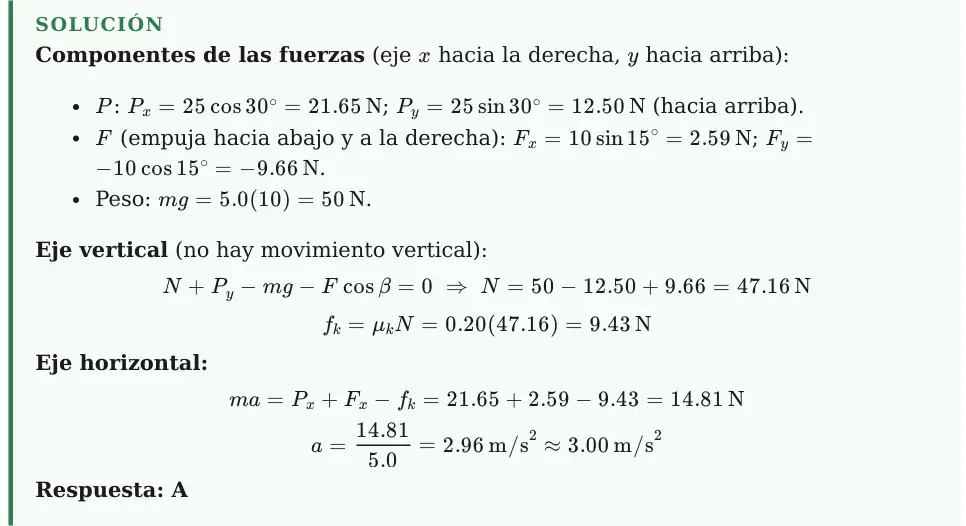 SOLUCIÓN
Componentes de las fuerzas (eje x hacia la derecha, y hacia arriba):
• P: Pₓ = 25 cos 30° = 21.65 N; P_y = 25 sin 30° = 12.50 N (hacia arriba).
• F (empuja hacia abajo y a la derecha): Fₓ = 10 sin 15° = 2.59 N; F_y =
−10 cos 15° = −9.66 N.
• Peso: mg = 5.0(10) = 50 N.
Eje vertical (no hay movimiento vertical):
N + P_y − mg − F cos β = 0 ⇒ N = 50 − 12.50 + 9.66 = 47.16 N
f_k = μ_k N = 0.20(47.16) = 9.43 N
Eje horizontal:
ma = Pₓ + Fₓ − f_k = 21.65 + 2.59 − 9.43 = 14.81 N
a = 14.81/5.0 = 2.96 m/s² ≈ 3.00 m/s²
Respuesta: A